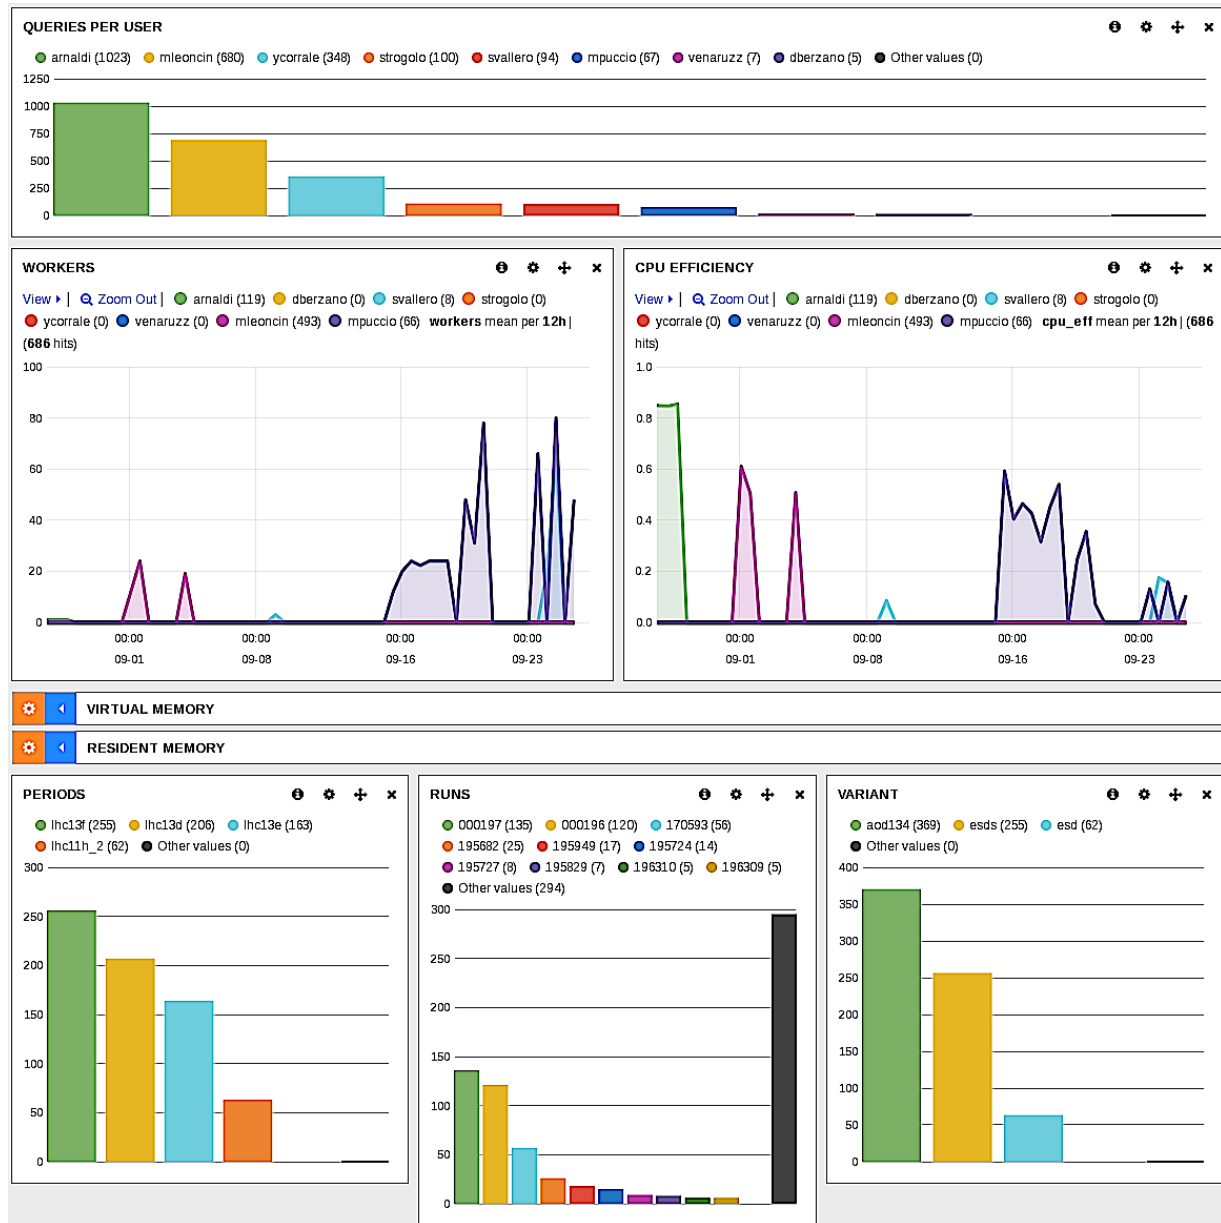 QUERIES PER USER
arnaldi (1023) mleoncin (680) ycorrale (348) strogolo (100) svallero (94) mpuccio (67) venaruzz (7) dberzano (5) Other values (0)
1250
1000
750
500
250
0
WORKERS
View | Zoom Out | arnaldi (119) dberzano (0) svallero (8) strogolo (0)
ycorrale (0) venaruzz (0) mleoncin (493) mpuccio (66) workers mean per 12h |
(686 hits)
100
80
60
40
20
0
00:00 00:00 00:00 00:00
09-01 09-08 09-16 09-23
CPU EFFICIENCY
View | Zoom Out | arnaldi (119) dberzano (0) svallero (8) strogolo (0)
ycorrale (0) venaruzz (0) mleoncin (493) mpuccio (66) cpu_eff mean per 12h | (686
hits)
1.0
0.8
0.6
0.4
0.2
0.0
00:00 00:00 00:00 00:00
09-01 09-08 09-16 09-23
VIRTUAL MEMORY
RESIDENT MEMORY
PERIODS
lhc13f (255) lhc13d (206) lhc13e (163)
lhc11h_2 (62) Other values (0)
300
250
200
150
100
50
0
RUNS
000197 (135) 000196 (120) 170593 (56)
195682 (25) 195949 (17) 195724 (14)
195727 (8) 195829 (7) 196310 (5) 196309 (5)
Other values (294)
300
250
200
150
100
50
0
VARIANT
aod134 (369) esds (255) esd (62)
Other values (0)
400
350
300
250
200
150
100
50
0